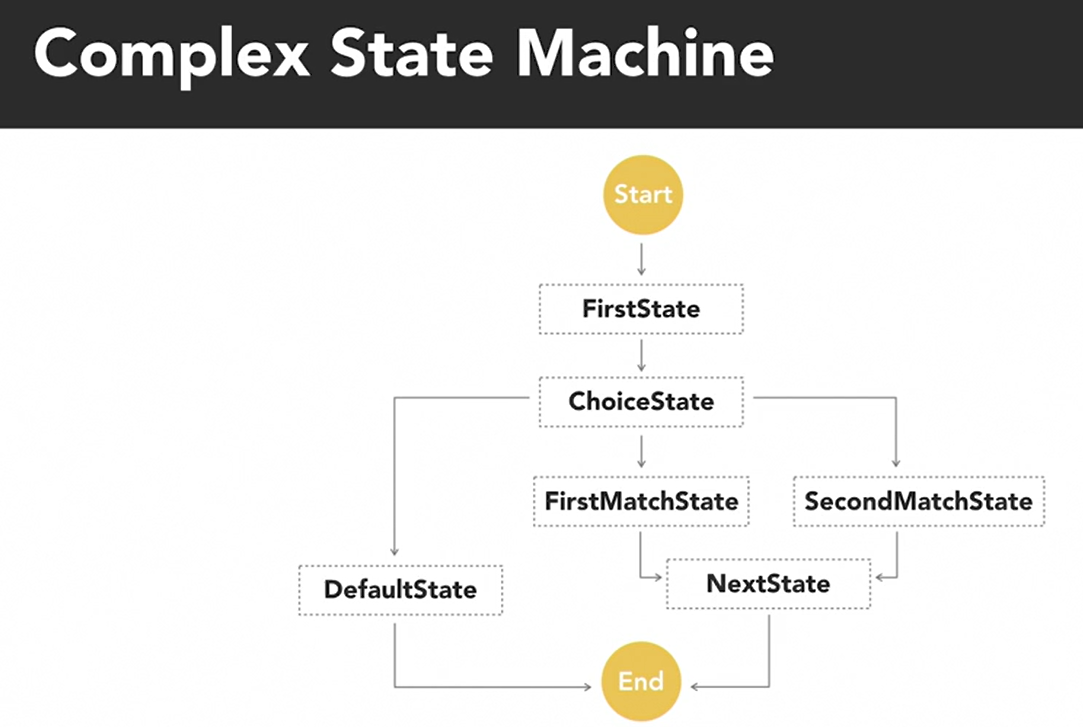 Complex State Machine
Start
FirstState
ChoiceState
FirstMatchState
SecondMatchState
NextState
DefaultState
End